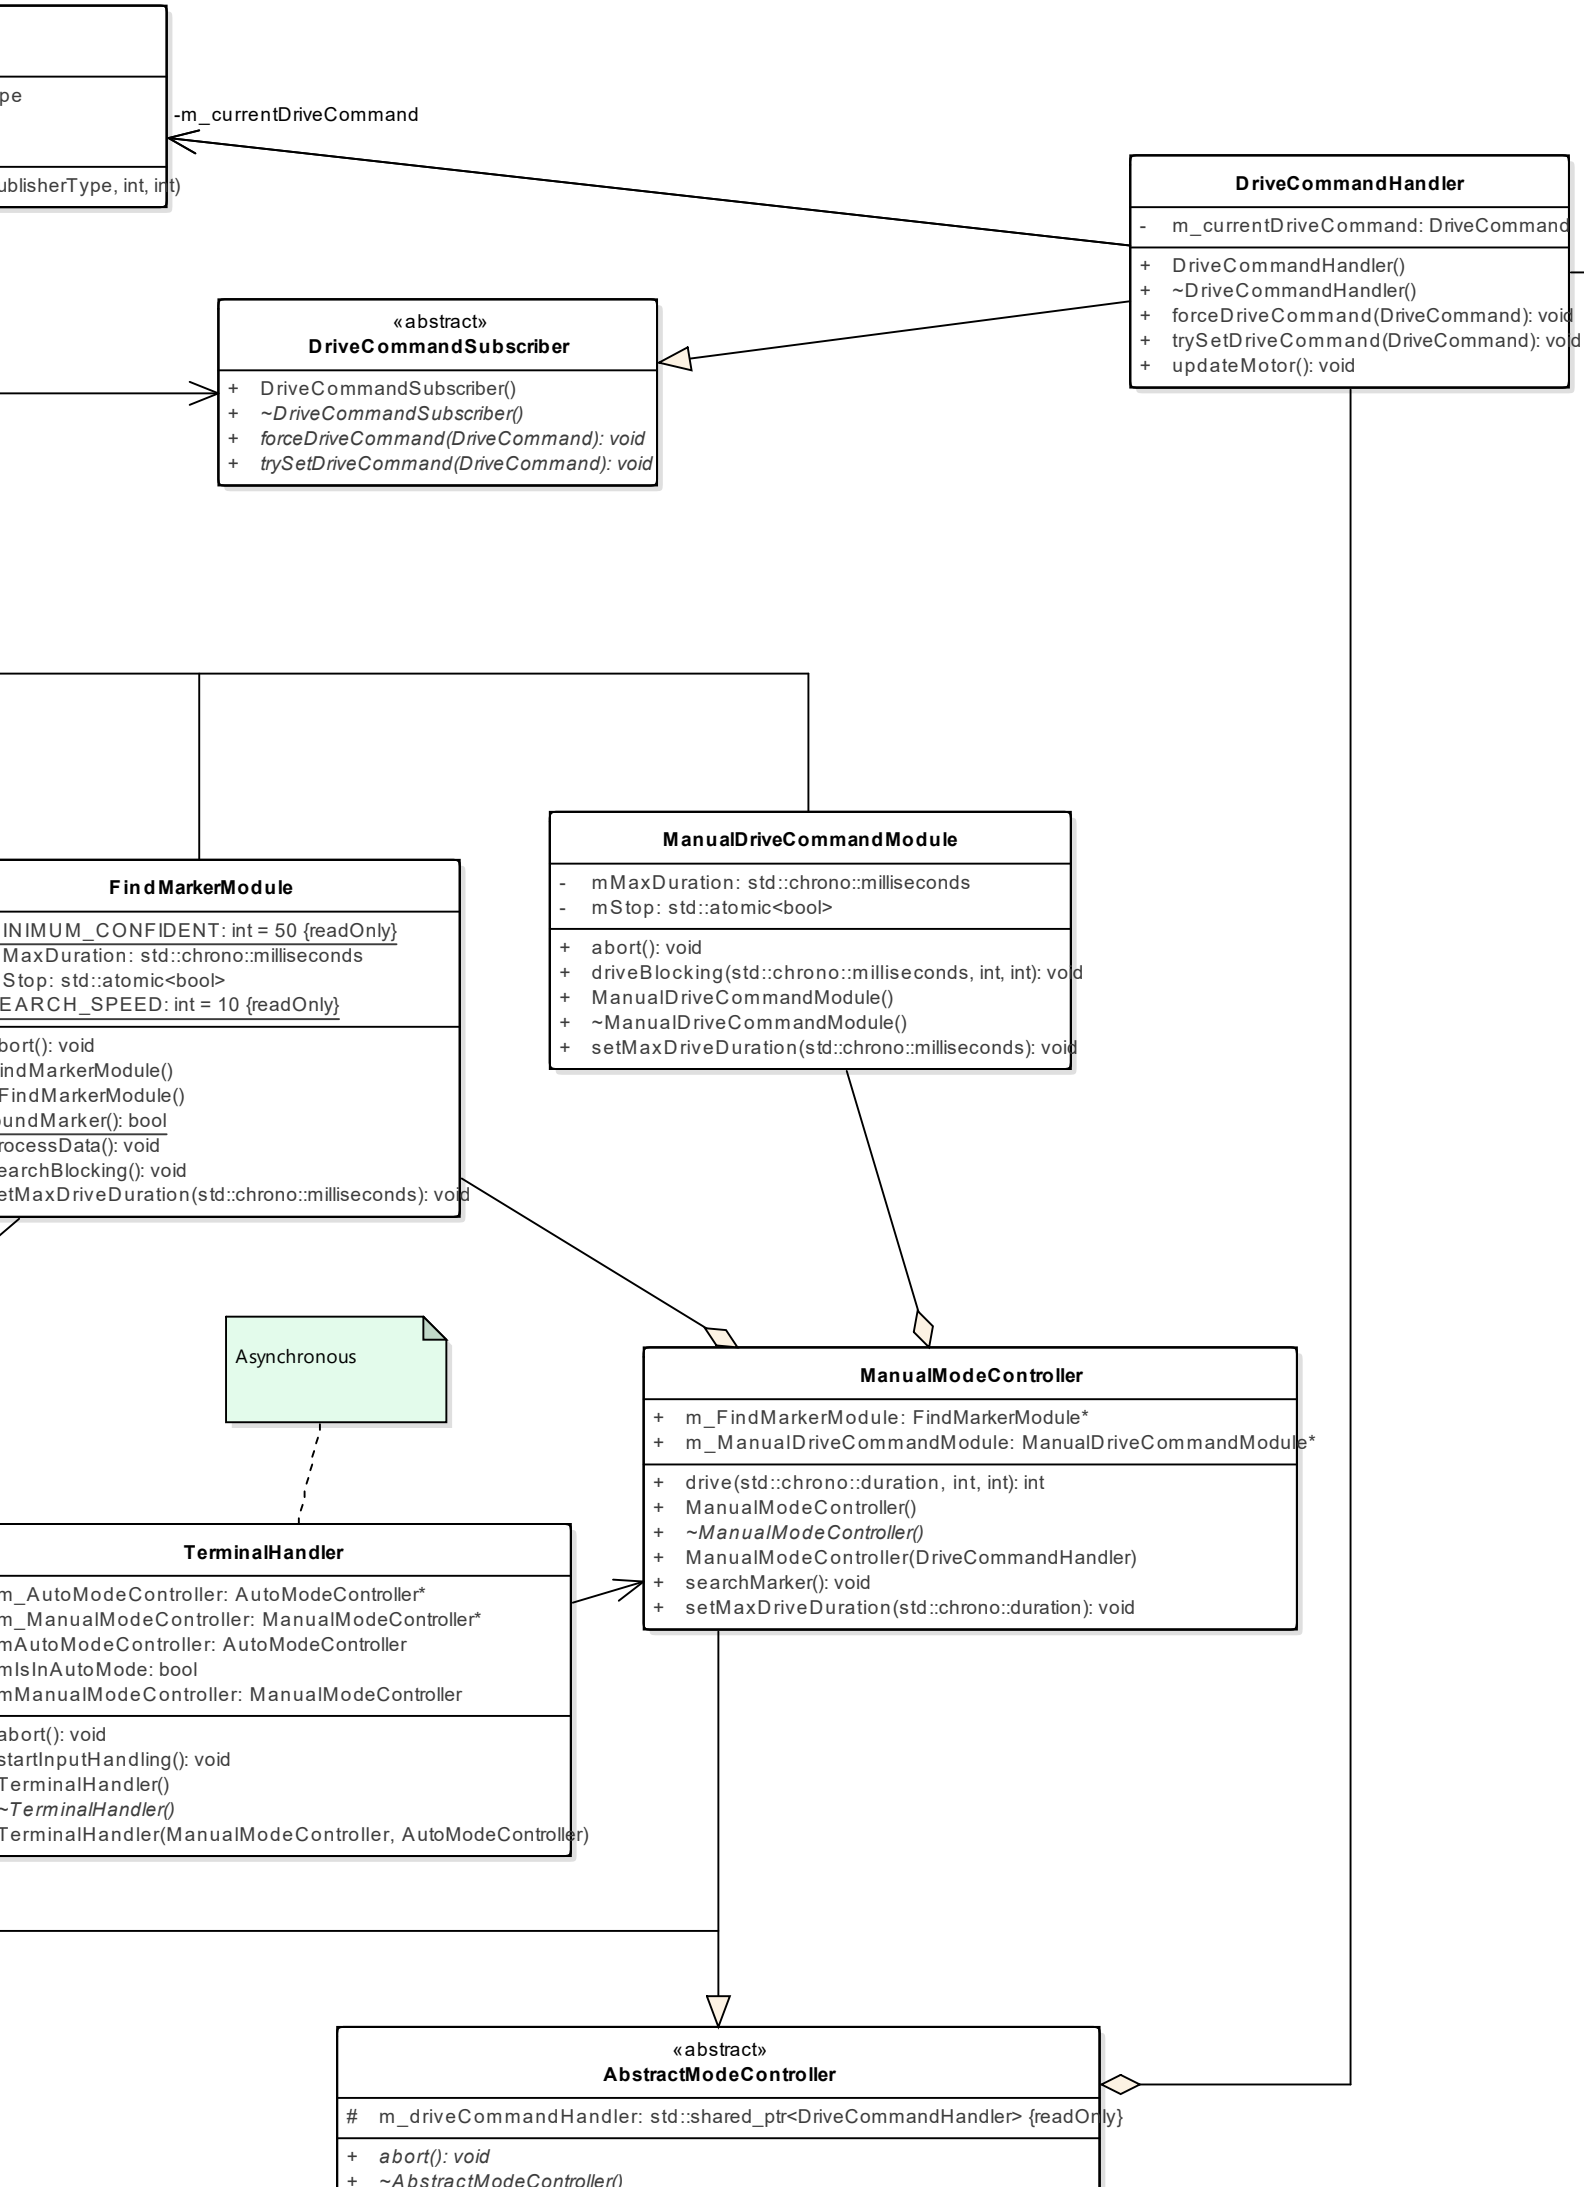 pe
-m_currentDriveCommand
ublisherType, int, int)
DriveCommandHandler
- m_currentDriveCommand: DriveCommand
+ DriveCommandHandler()
+ ~DriveCommandHandler()
+ forceDriveCommand(DriveCommand): void
+ trySetDriveCommand(DriveCommand): void
+ updateMotor(): void
«abstract»
DriveCommandSubscriber
+ DriveCommandSubscriber()
+ ~DriveCommandSubscriber()
+ forceDriveCommand(DriveCommand): void
+ trySetDriveCommand(DriveCommand): void
ManualDriveCommandModule
- mMaxDuration: std::chrono::milliseconds
- mStop: std::atomic<bool>
+ abort(): void
+ driveBlocking(std::chrono::milliseconds, int, int): void
+ ManualDriveCommandModule()
+ ~ManualDriveCommandModule()
+ setMaxDriveDuration(std::chrono::milliseconds): void
FindMarkerModule
INIMUM_CONFIDENT: int = 50 {readOnly}
MaxDuration: std::chrono::milliseconds
Stop: std::atomic<bool>
EARCH_SPEED: int = 10 {readOnly}
bort(): void
indMarkerModule()
FindMarkerModule()
oundMarker(): bool
rocessData(): void
earchBlocking(): void
etMaxDriveDuration(std::chrono::milliseconds): void
Asynchronous
ManualModeController
+ m_FindMarkerModule: FindMarkerModule*
+ m_ManualDriveCommandModule: ManualDriveCommandModule*
+ drive(std::chrono::duration, int, int): int
+ ManualModeController()
+ ~ManualModeController()
+ ManualModeController(DriveCommandHandler)
+ searchMarker(): void
+ setMaxDriveDuration(std::chrono::duration): void
TerminalHandler
m_AutoModeController: AutoModeController*
m_ManualModeController: ManualModeController*
mAutoModeController: AutoModeController
mIsInAutoMode: bool
mManualModeController: ManualModeController
abort(): void
startInputHandling(): void
TerminalHandler()
~TerminalHandler()
TerminalHandler(ManualModeController, AutoModeController)
«abstract»
AbstractModeController
# m_driveCommandHandler: std::shared_ptr<DriveCommandHandler> {readOnly}
+ abort(): void
+ ~AbstractModeController()